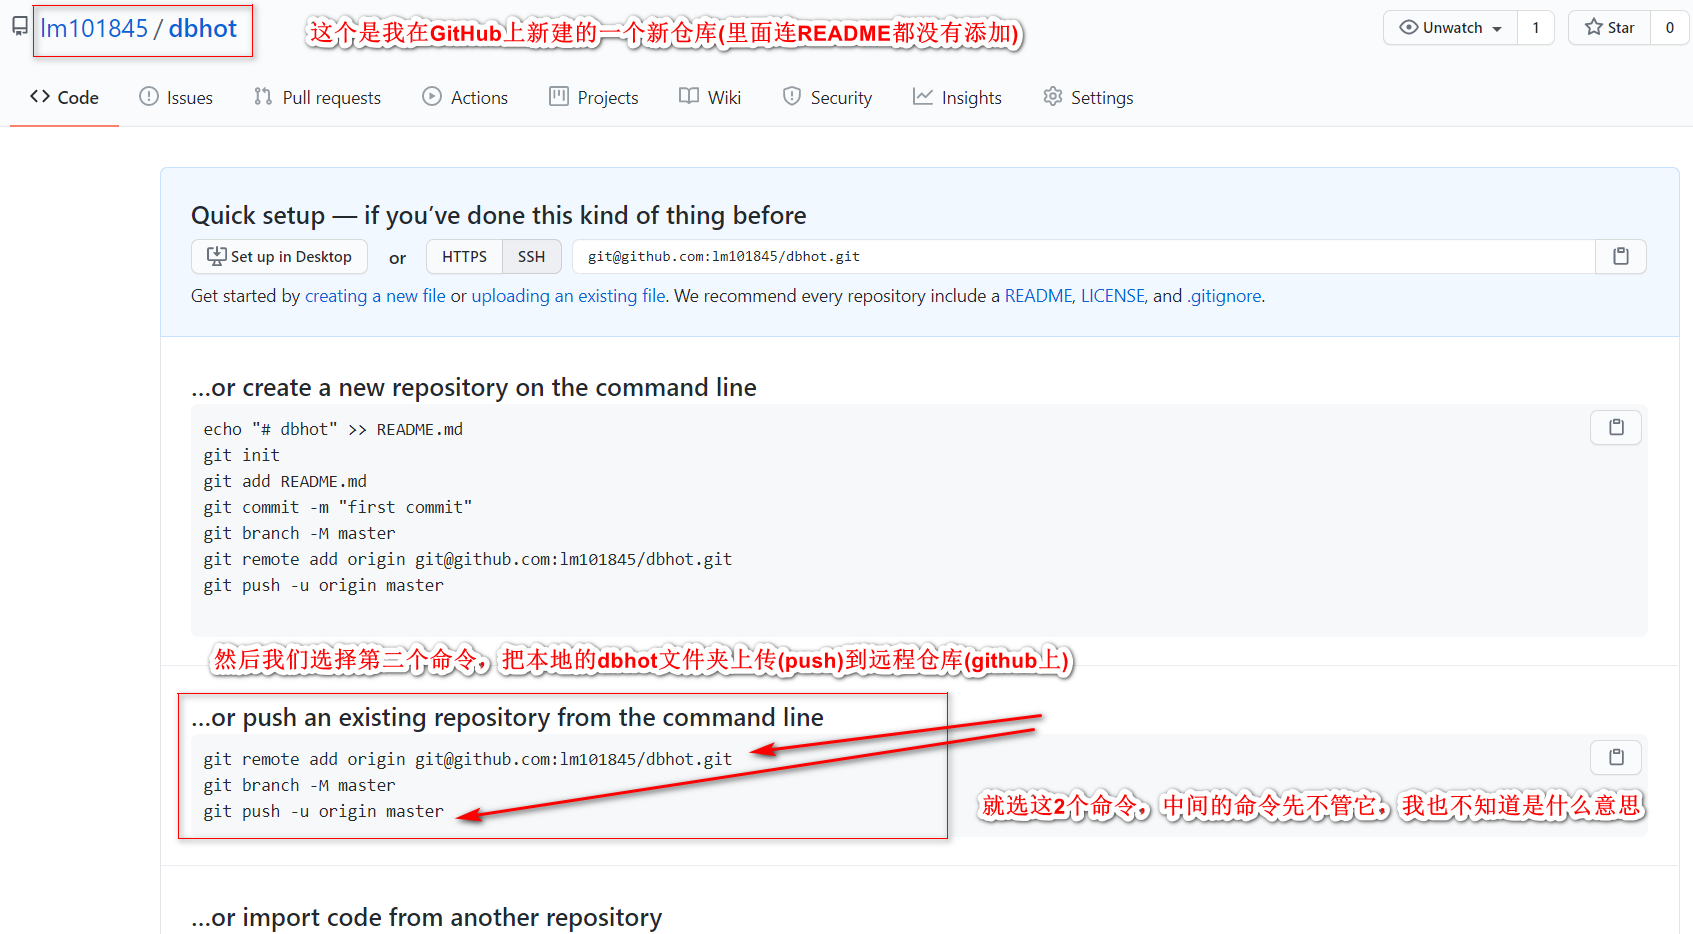 lm101845 / dbhot
这个是我在GitHub上新建的一个新仓库(里面连README都没有添加)
Unwatch 1
Star 0
Code
Issues
Pull requests
Actions
Projects
Wiki
Security
Insights
Settings
Quick setup — if you’ve done this kind of thing before
Set up in Desktop or HTTPS SSH git@github.com:lm101845/dbhot.git
Get started by creating a new file or uploading an existing file. We recommend every repository include a README, LICENSE, and .gitignore.
…or create a new repository on the command line
echo "# dbhot" >> README.md
git init
git add README.md
git commit -m "first commit"
git branch -M master
git remote add origin git@github.com:lm101845/dbhot.git
git push -u origin master
然后我们选择第三个命令，把本地的dbhot文件夹上传(push)到远程仓库(github上)
…or push an existing repository from the command line
git remote add origin git@github.com:lm101845/dbhot.git
git branch -M master
git push -u origin master
就选这2个命令，中间的命令先不管它，我也不知道是什么意思
…or import code from another repository